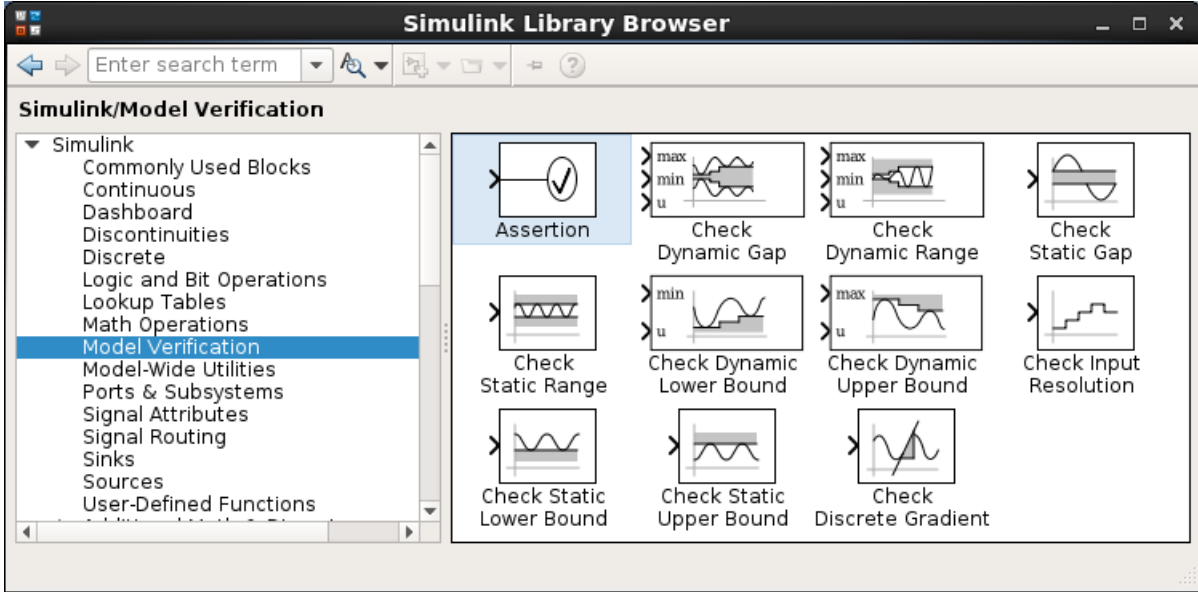 Simulink Library Browser
Enter search term
Simulink/Model Verification
Simulink
Commonly Used Blocks
Continuous
Dashboard
Discontinuities
Discrete
Logic and Bit Operations
Lookup Tables
Math Operations
Model Verification
Model-Wide Utilities
Ports & Subsystems
Signal Attributes
Signal Routing
Sinks
Sources
User-Defined Functions
Assertion
max
min
u
Check
Dynamic Gap
max
min
u
Check
Dynamic Range
Check
Static Gap
Check
Static Range
min
u
Check Dynamic
Lower Bound
max
u
Check Dynamic
Upper Bound
Check Input
Resolution
Check Static
Lower Bound
Check Static
Upper Bound
Check
Discrete Gradient